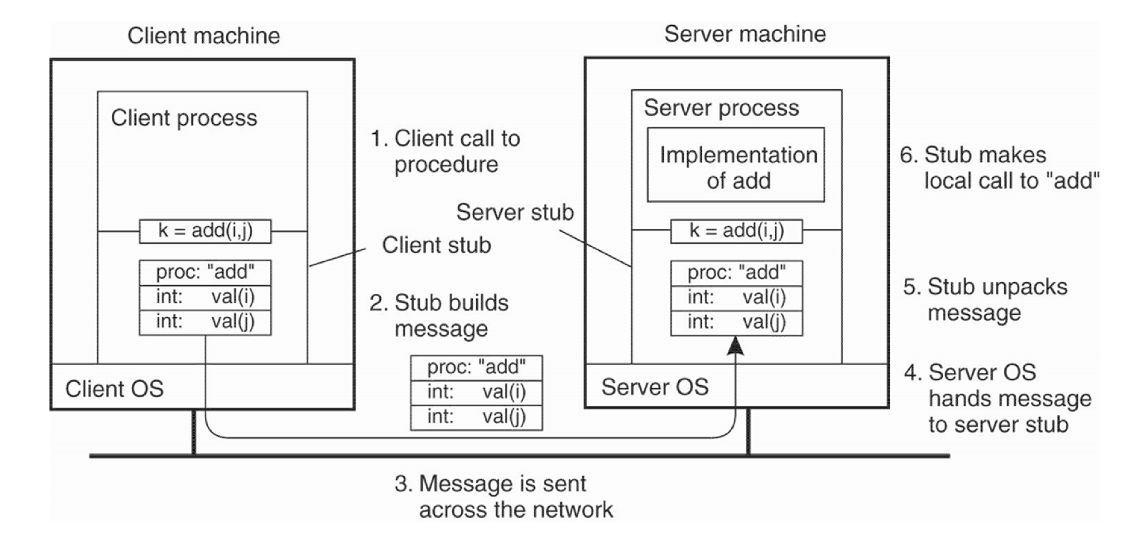 Client machine
Server machine
Client process
1. Client call to
procedure
Server process
Implementation
of add
6. Stub makes
local call to "add"
Server stub
k = add(i,j)
Client stub
k = add(i,j)
proc: "add"
int: val(i)
int: val(j)
2. Stub builds
message
proc: "add"
int: val(i)
int: val(j)
proc: "add"
int: val(i)
int: val(j)
5. Stub unpacks
message
Client OS
Server OS
4. Server OS
hands message
to server stub
3. Message is sent
across the network